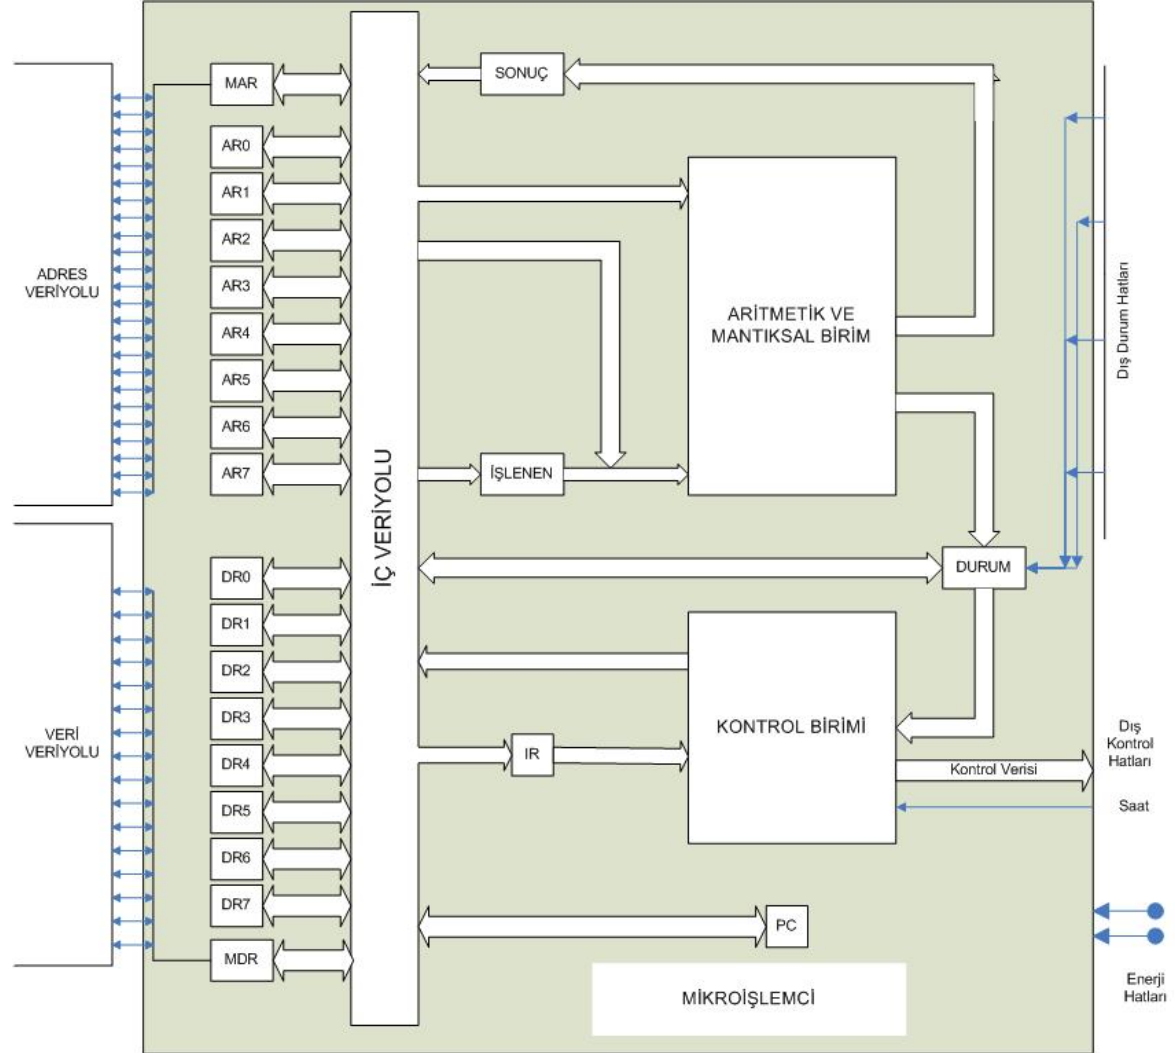 SONUÇ
MAR
AR0
AR1
AR2
AR3
AR4
AR5
AR6
AR7
ADRES
VERİYOLU
ARİTMETİK VE
MANTIKSAL BİRİM
Dış Durum Hatları
İŞLENEN
İÇ VERİYOLU
DURUM
DR0
DR1
DR2
DR3
DR4
DR5
DR6
DR7
MDR
VERİ
VERİYOLU
KONTROL BİRİMİ
IR
Kontrol Verisi
Dış
Kontrol
Hatları
Saat
PC
Enerji
Hatları
MİKROİŞLEMCİ